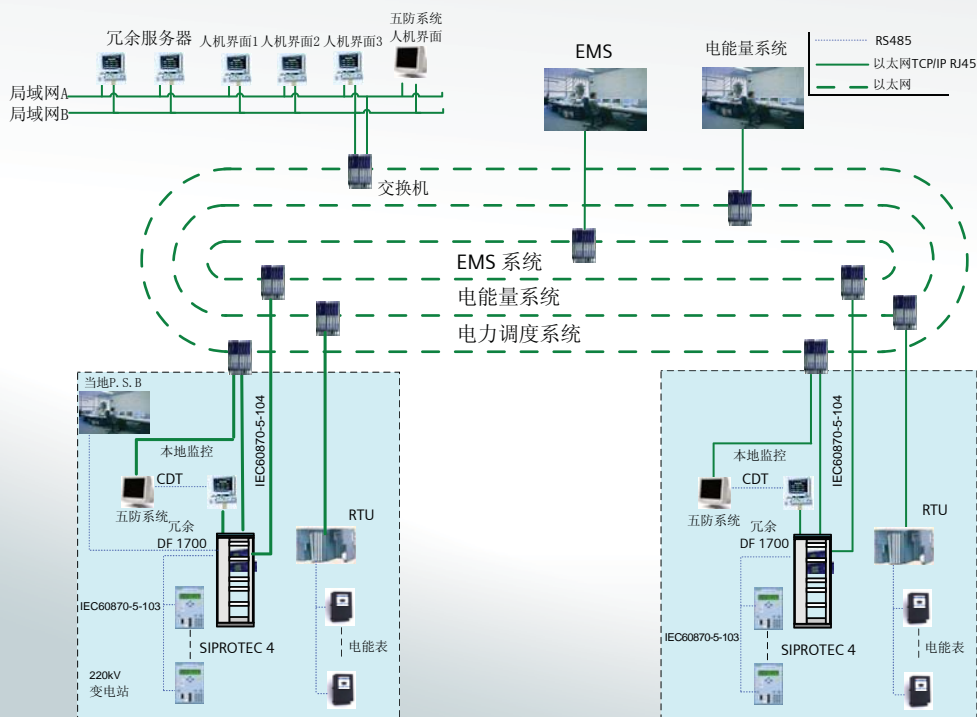 五防系统
人机界面
冗余服务器
人机界面1
人机界面2
人机界面3
EMS
电能量系统
RS485
以太网TCP/IP RJ45
以太网
局域网A
局域网B
交换机
EMS 系统
电能量系统
电力调度系统
当地P.S.B
IEC60870-5-104
本地监控
CDT
五防系统
冗余
DF 1700
RTU
IEC60870-5-103
SIPROTEC 4
电能表
220kV
变电站
IEC60870-5-104
本地监控
CDT
五防系统
冗余
DF 1700
RTU
IEC60870-5-103
SIPROTEC 4
电能表